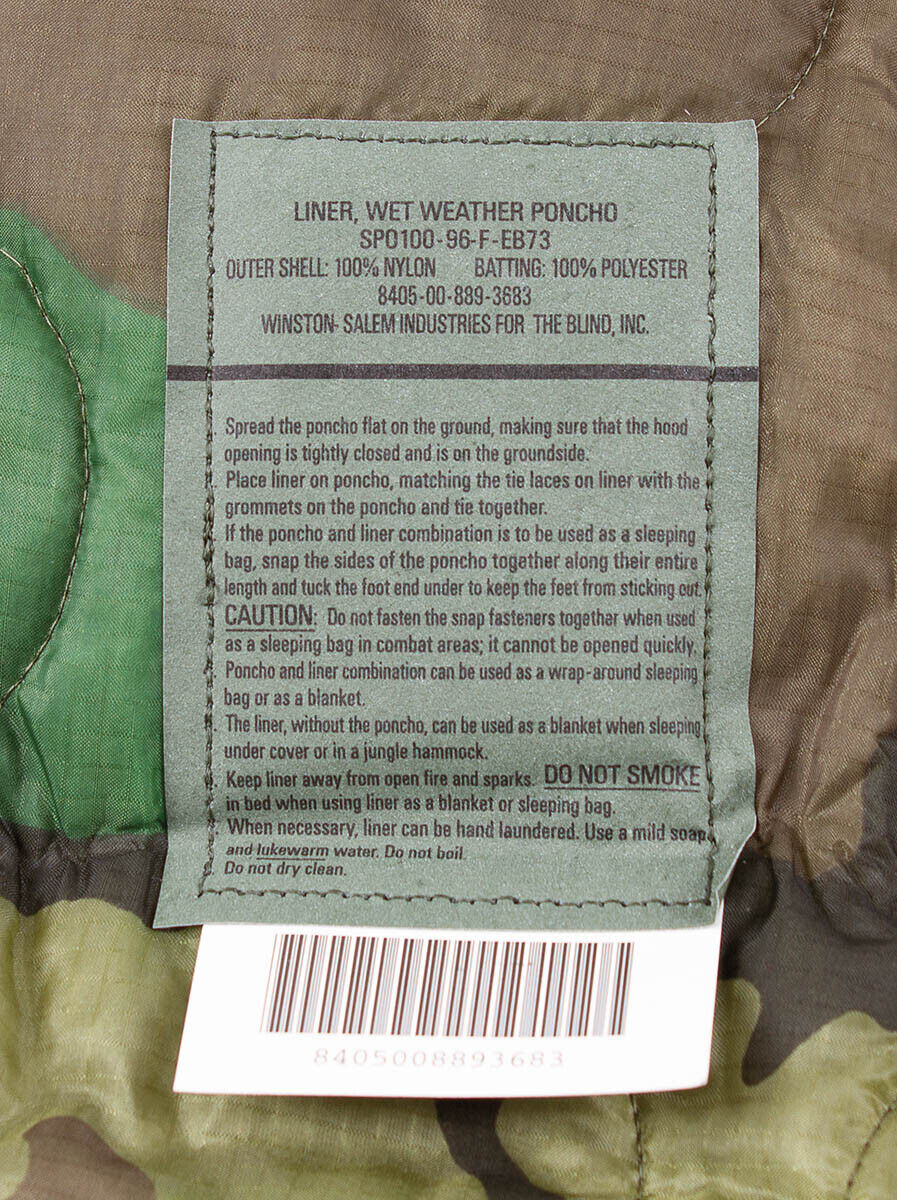 LINER, WET WEATHER PONCHO
SPO100-96-F-EB73
OUTER SHELL: 100% NYLON BATTING: 100% POLYESTER
8405-00-889-3683
WINSTON-SALEM INDUSTRIES FOR THE BLIND, INC.
Spread the poncho flat on the ground, making sure that the hood
opening is tightly closed and is on the groundside.
Place liner on poncho, matching the tie laces on liner with the
grommets on the poncho and tie together.
If the poncho and liner combination is to be used as a sleeping
bag, snap the sides of the poncho together along their entire
length and tuck the foot end under to keep the feet from sticking out.
CAUTION: Do not fasten the snap fasteners together when used
as a sleeping bag in combat areas; it cannot be opened quickly.
Poncho and liner combination can be used as a wrap-around sleeping
bag or as a blanket.
The liner, without the poncho, can be used as a blanket when sleeping
under cover or in a jungle hammock.
Keep liner away from open fire and sparks. DO NOT SMOKE
in bed when using liner as a blanket or sleeping bag.
When necessary, liner can be hand laundered. Use a mild soap
and lukewarm water. Do not boil.
Do not dry clean.
8405008893683